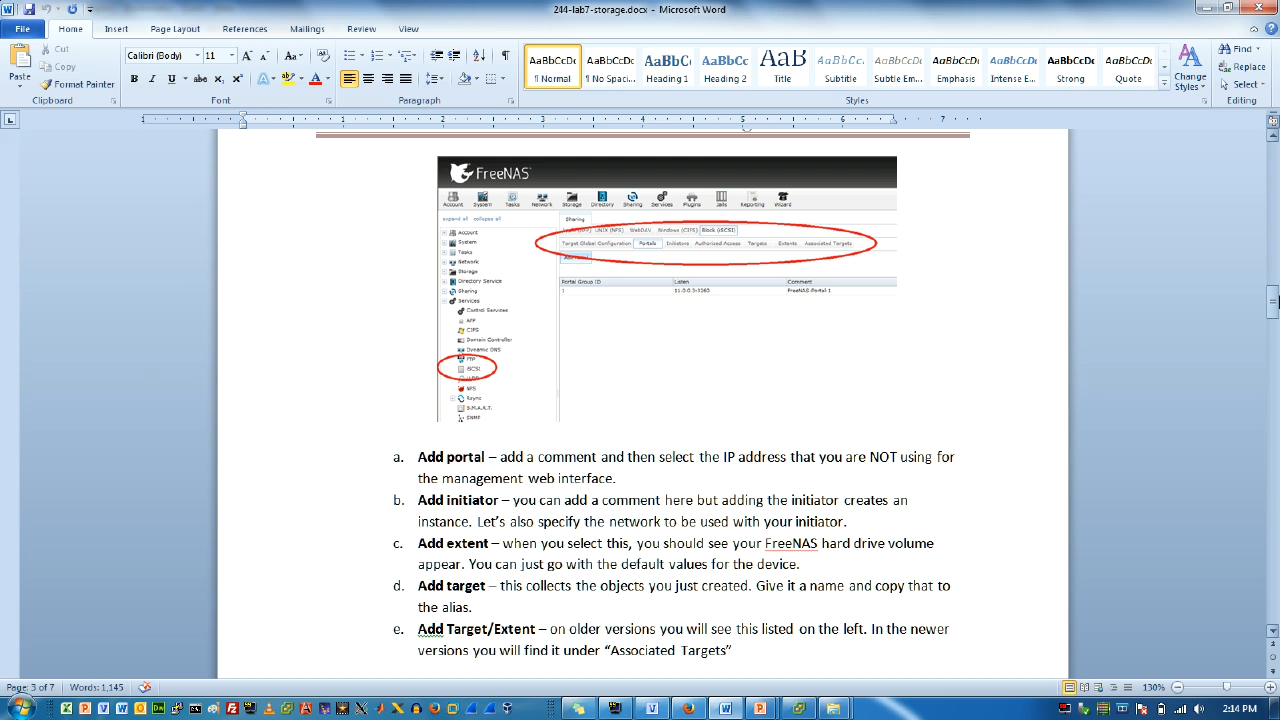 244-lab7-storage.docx - Microsoft Word
File Home Insert Page Layout References Mailings Review View Developer
Paste
Cut
Copy
Format Painter
Clipboard
Calibri (Body) 11
Font
Paragraph
AaBbCcDc AaBbCcDc AaBbCc AaBbCc AaB AaBbCcL AaBbCcDc AaBbCcDc AaBbCcDc AaBbCcDc AaBbCcDc
¶ Normal ¶ No Spaci... Heading 1 Heading 2 Title Subtitle Subtle Em... Emphasis Intense E... Strong Quote
Styles
Change Styles
Find
Replace
Select
Editing
FreeNAS
Account System Tasks Network Storage Directory Sharing Services Plugins Jails Reporting Wizard
expand all collapse all
Sharing
UNIX (NFS) WebDAV Windows (CIFS) Block (iSCSI)
Target Global Configuration Portals Initiators Authorized Access Targets Extents Associated Targets
Portal Group ID Listen Comment
1 11.0.0.3:3260 FreeNAS Portal 1
Account
System
Tasks
Network
Storage
Directory Service
Sharing
Services
Control Services
AFP
CIFS
Domain Controller
Dynamic DNS
FTP
iSCSI
NFS
Rsync
S.M.A.R.T.
SNMP
a. Add portal – add a comment and then select the IP address that you are NOT using for
the management web interface.
b. Add initiator – you can add a comment here but adding the initiator creates an
instance. Let’s also specify the network to be used with your initiator.
c. Add extent – when you select this, you should see your FreeNAS hard drive volume
appear. You can just go with the default values for the device.
d. Add target – this collects the objects you just created. Give it a name and copy that to
the alias.
e. Add Target/Extent – on older versions you will see this listed on the left. In the newer
versions you will find it under “Associated Targets”
Page: 3 of 7 Words: 1,145 130%
2:14 PM